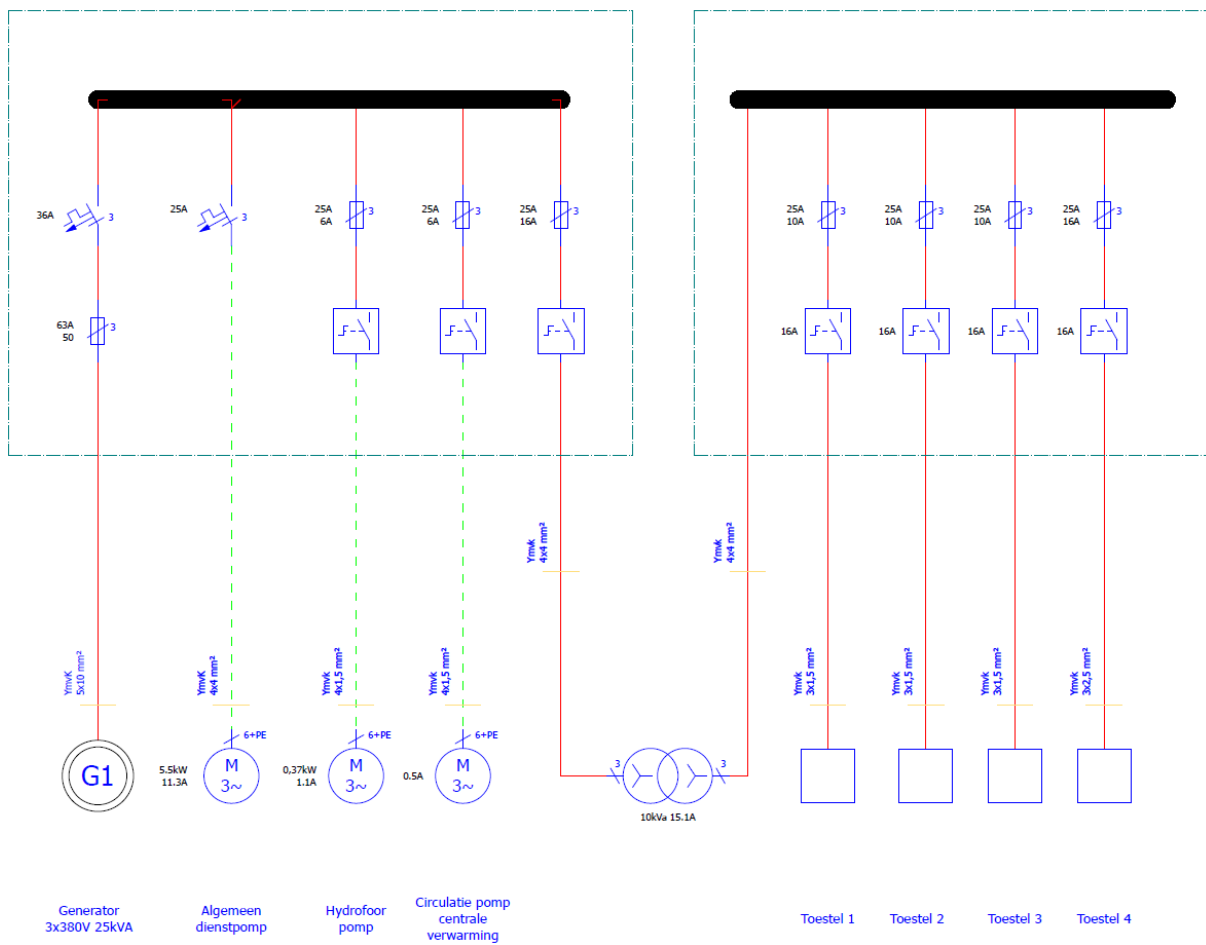 36A
3
25A
3
25A
6A
3
25A
6A
3
25A
16A
3
25A
10A
3
25A
10A
3
25A
10A
3
25A
16A
3
63A
50
3
16A
16A
16A
16A
Ymvk
4x4 mm²
Ymvk
4x4 mm²
YmvK
5x10 mm²
YmvK
4x4 mm²
Ymvk
4x1,5 mm²
Ymvk
4x1,5 mm²
Ymvk
3x1,5 mm²
Ymvk
3x1,5 mm²
Ymvk
3x1,5 mm²
Ymvk
3x2,5 mm²
6+PE
6+PE
6+PE
G1
5.5kW
11.3A
M
3~
0,37kW
1.1A
M
3~
0.5A
M
3~
3
3
10kVa 15.1A
Generator
3x380V 25kVA
Algemeen
dienstpomp
Hydrofoor
pomp
Circulatie pomp
centrale
verwarming
Toestel 1
Toestel 2
Toestel 3
Toestel 4